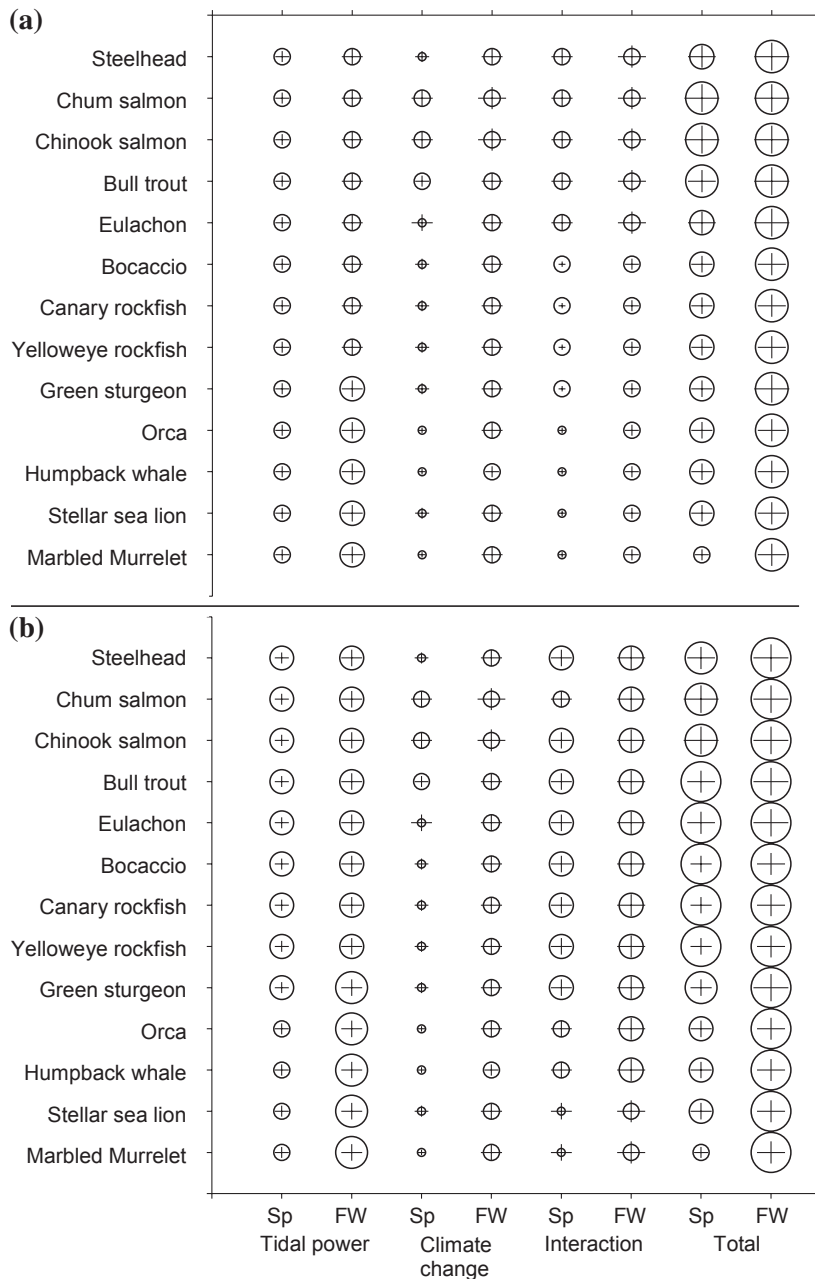 (a)
Steelhead
Chum salmon
Chinook salmon
Bull trout
Eulachon
Bocaccio
Canary rockfish
Yelloweye rockfish
Green sturgeon
Orca
Humpback whale
Stellar sea lion
Marbled Murrelet
(b)
Steelhead
Chum salmon
Chinook salmon
Bull trout
Eulachon
Bocaccio
Canary rockfish
Yelloweye rockfish
Green sturgeon
Orca
Humpback whale
Stellar sea lion
Marbled Murrelet
Sp FW Sp FW Sp FW Sp FW
Tidal power Climate Interaction Total
change